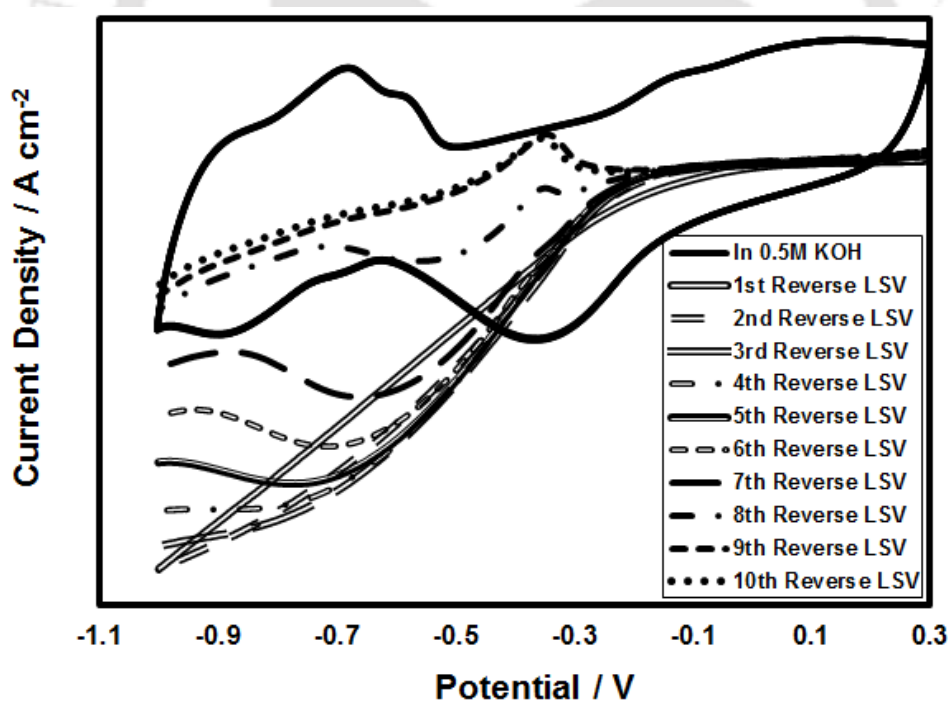 Current Density / A cm-2
In 0.5M KOH
1st Reverse LSV
2nd Reverse LSV
3rd Reverse LSV
4th Reverse LSV
5th Reverse LSV
6th Reverse LSV
7th Reverse LSV
8th Reverse LSV
9th Reverse LSV
10th Reverse LSV
-1.1 -0.9 -0.7 -0.5 -0.3 -0.1 0.1 0.3
Potential / V